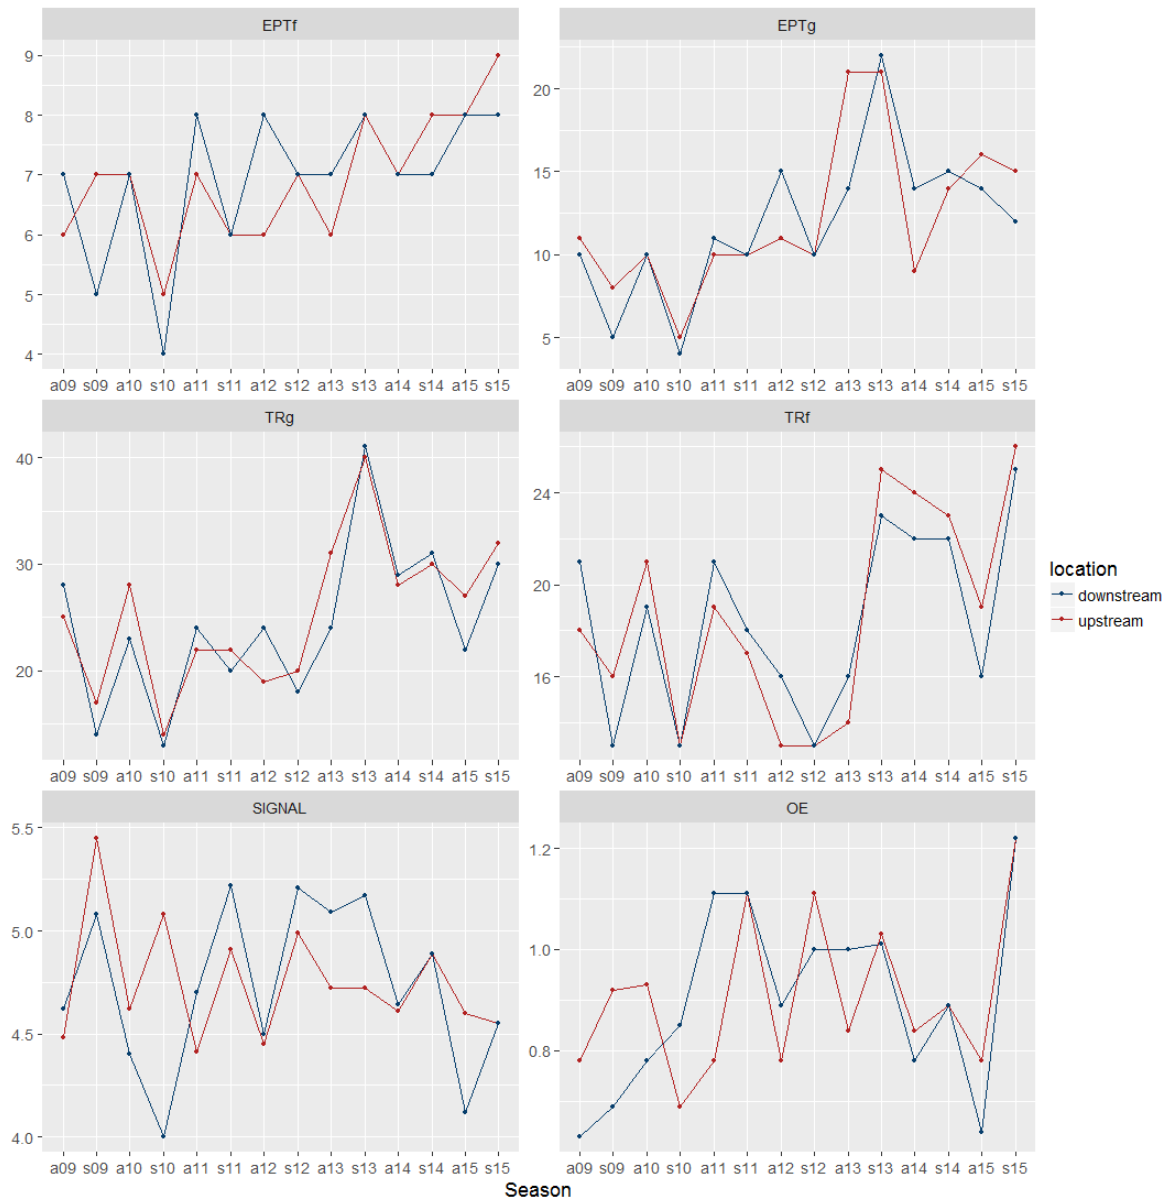 EPTf
EPTg
9
8
7
6
5
4
20
15
10
5
a09 s09 a10 s10 a11 s11 a12 s12 a13 s13 a14 s14 a15 s15
a09 s09 a10 s10 a11 s11 a12 s12 a13 s13 a14 s14 a15 s15
TRg
TRf
40
30
20
24
20
16
a09 s09 a10 s10 a11 s11 a12 s12 a13 s13 a14 s14 a15 s15
a09 s09 a10 s10 a11 s11 a12 s12 a13 s13 a14 s14 a15 s15
location
downstream
upstream
SIGNAL
OE
5.5
5.0
4.5
4.0
1.2
1.0
0.8
a09 s09 a10 s10 a11 s11 a12 s12 a13 s13 a14 s14 a15 s15
a09 s09 a10 s10 a11 s11 a12 s12 a13 s13 a14 s14 a15 s15
Season